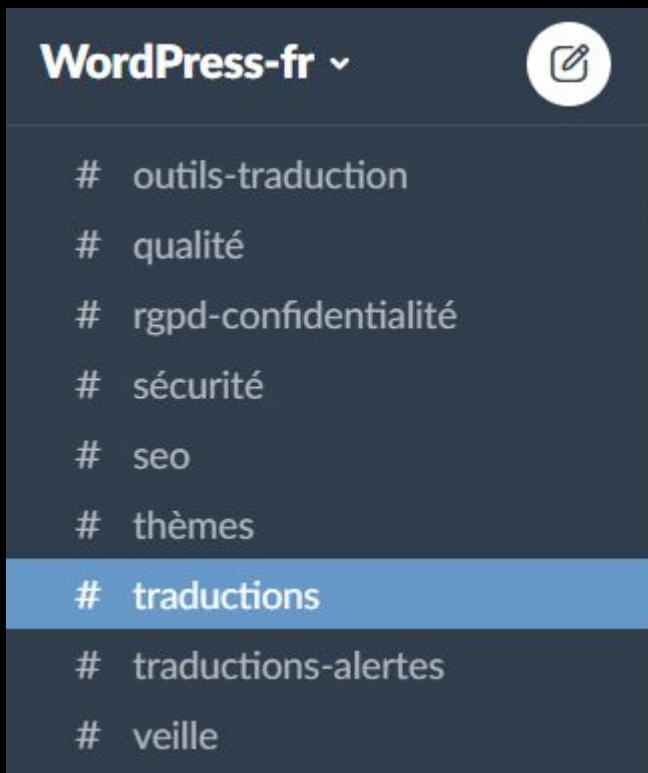 WordPress-fr
# outils-traduction
# qualité
# rgpd-confidentialité
# sécurité
# seo
# thèmes
# traductions
# traductions-alertes
# veille